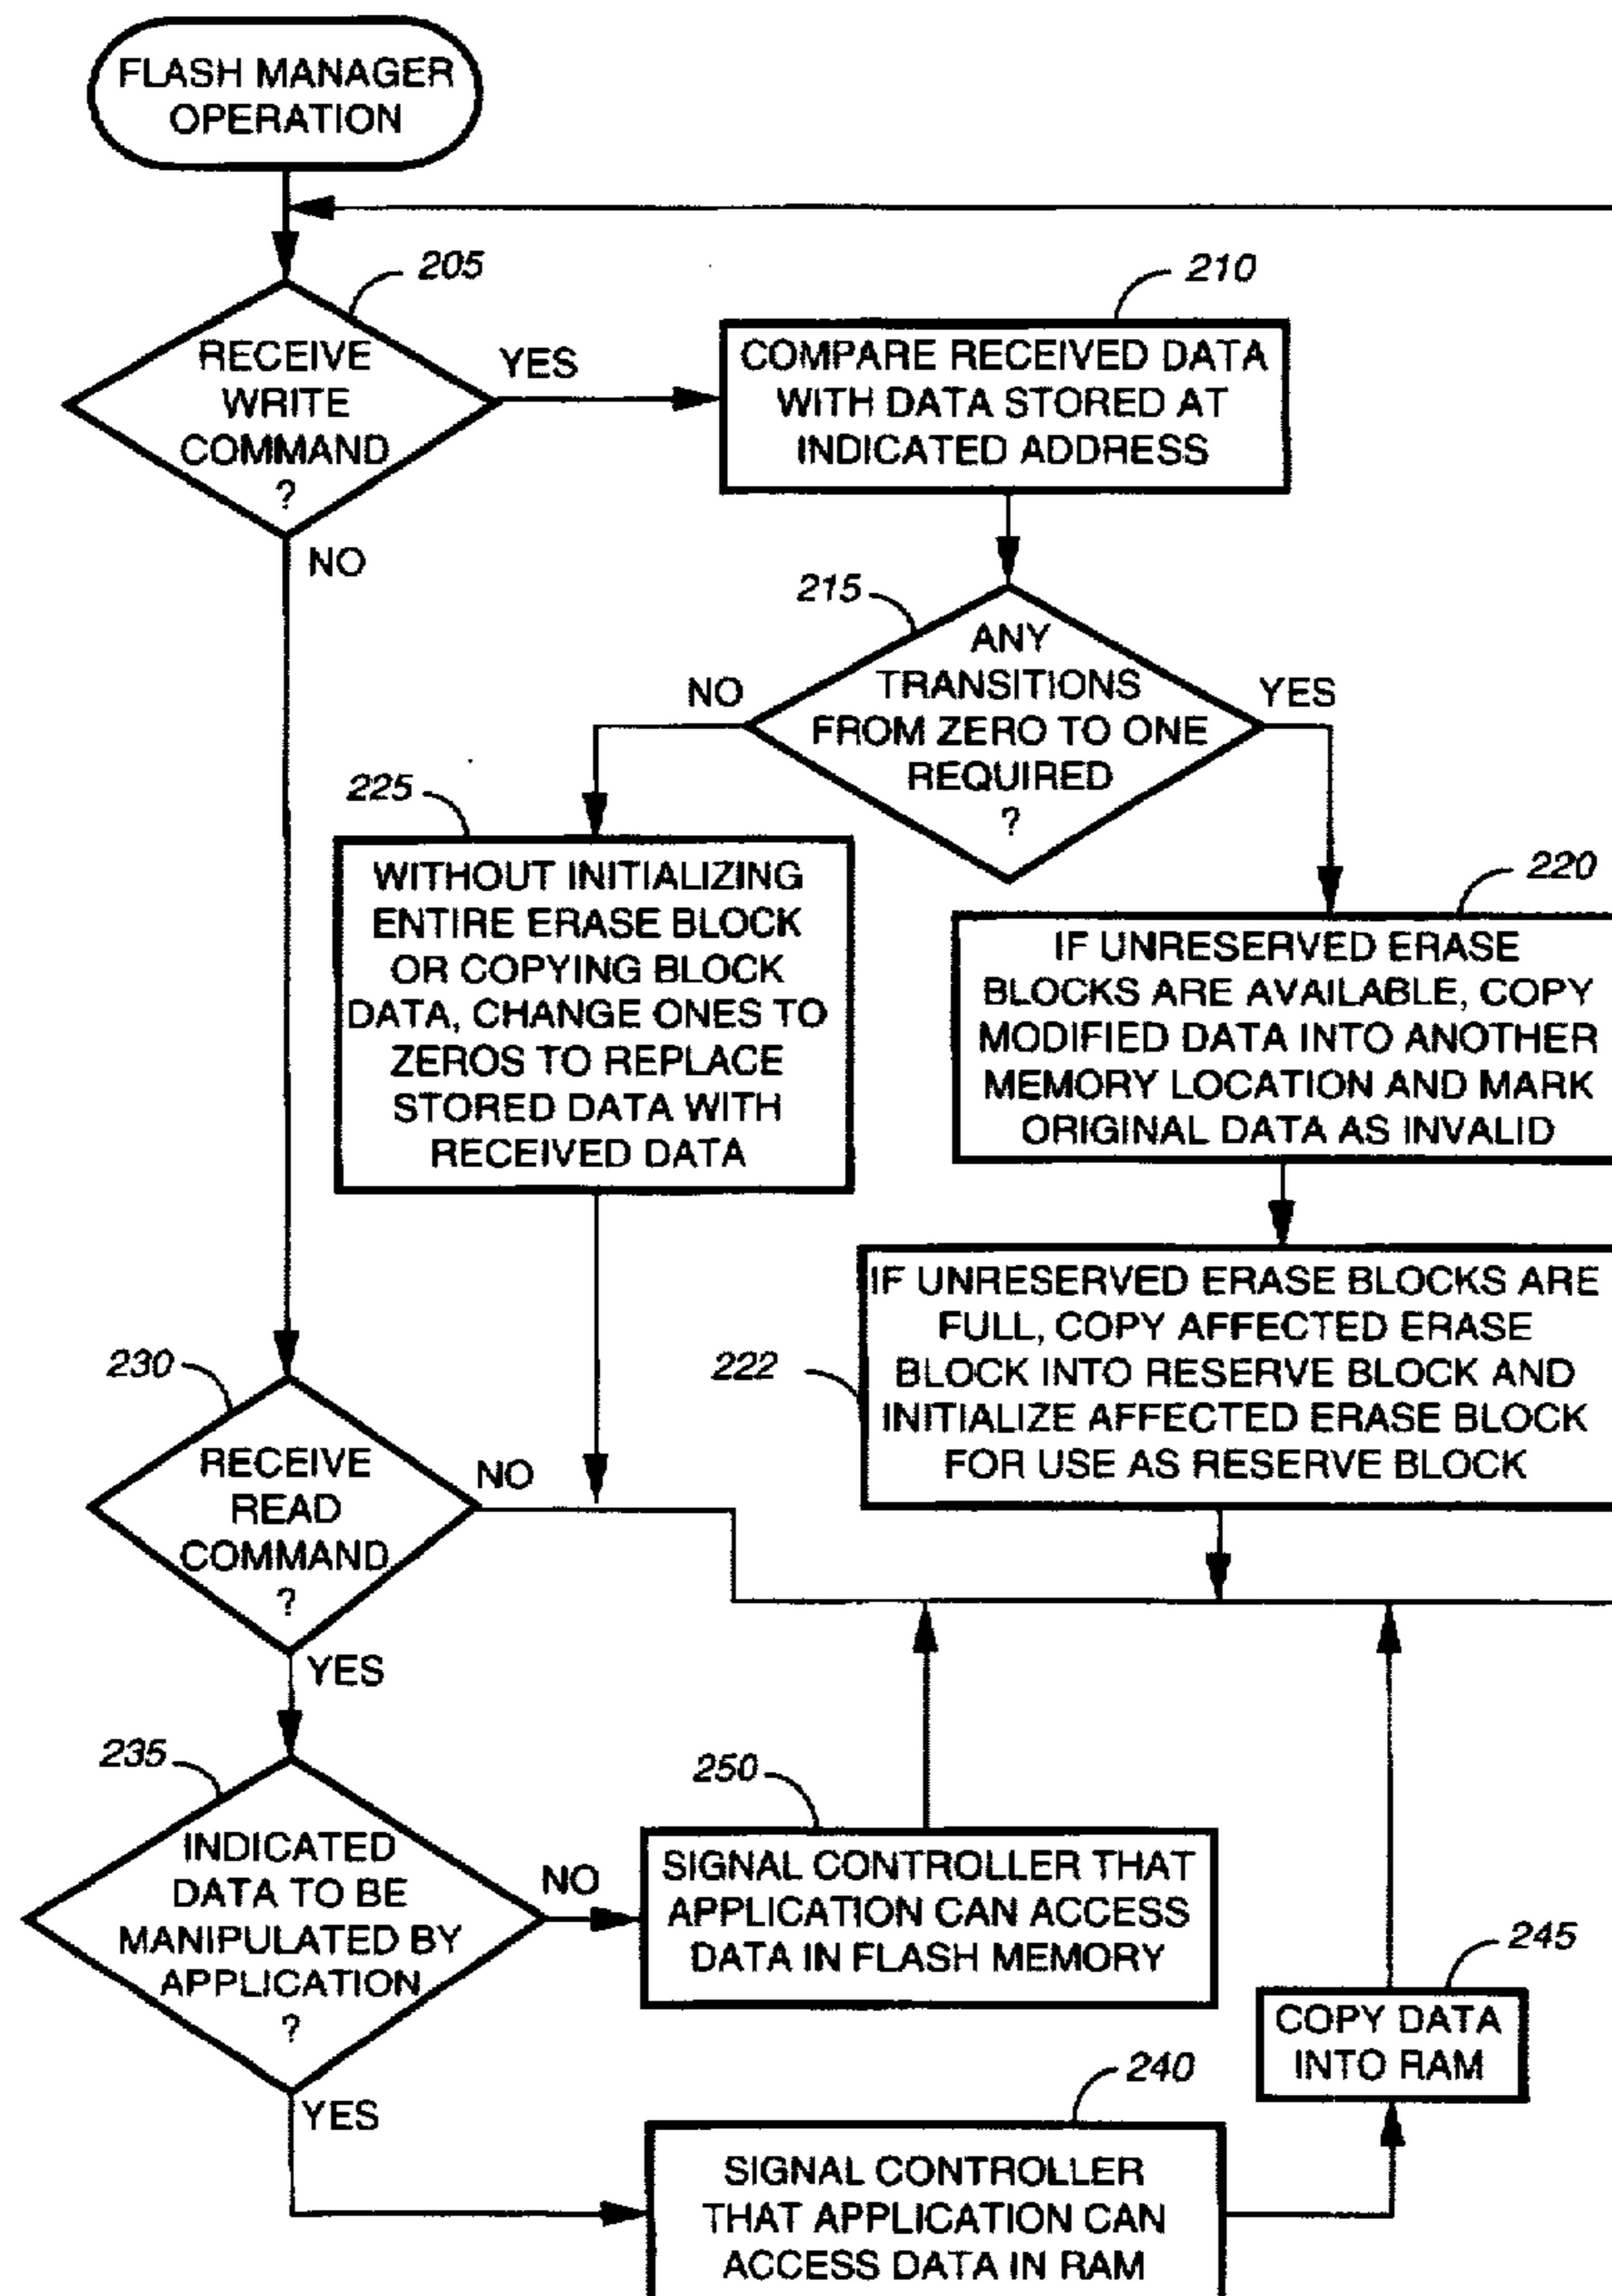 FLASH MANAGER
OPERATION
205
RECEIVE
WRITE
COMMAND
?
YES
NO
210
COMPARE RECEIVED DATA
WITH DATA STORED AT
INDICATED ADDRESS
215
ANY
TRANSITIONS
FROM ZERO TO ONE
REQUIRED
?
NO
YES
225
WITHOUT INITIALIZING
ENTIRE ERASE BLOCK
OR COPYING BLOCK
DATA, CHANGE ONES TO
ZEROS TO REPLACE
STORED DATA WITH
RECEIVED DATA
220
IF UNRESERVED ERASE
BLOCKS ARE AVAILABLE, COPY
MODIFIED DATA INTO ANOTHER
MEMORY LOCATION AND MARK
ORIGINAL DATA AS INVALID
222
IF UNRESERVED ERASE BLOCKS ARE
FULL, COPY AFFECTED ERASE
BLOCK INTO RESERVE BLOCK AND
INITIALIZE AFFECTED ERASE BLOCK
FOR USE AS RESERVE BLOCK
230
RECEIVE
READ
COMMAND
?
NO
YES
235
INDICATED
DATA TO BE
MANIPULATED BY
APPLICATION
?
NO
YES
250
SIGNAL CONTROLLER THAT
APPLICATION CAN ACCESS
DATA IN FLASH MEMORY
245
COPY DATA
INTO RAM
240
SIGNAL CONTROLLER
THAT APPLICATION CAN
ACCESS DATA IN RAM